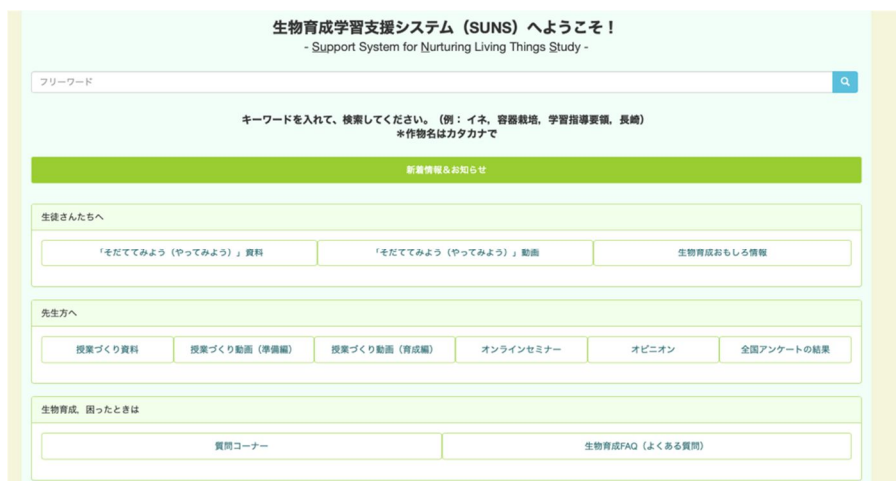 生物育成学習支援システム（SUNS）へようこそ！
- Support System for Nurturing Living Things Study -
フリーワード
キーワードを入れて、検索してください。（例： イネ，容器栽培，学習指導要領，長崎）
＊作物名はカタカナで
新着情報＆お知らせ
生徒さんたちへ
「そだててみよう（やってみよう）」資料
「そだててみよう（やってみよう）」動画
生物育成おもしろ情報
先生方へ
授業づくり資料
授業づくり動画（準備編）
授業づくり動画（育成編）
オンラインセミナー
オピニオン
全国アンケートの結果
生物育成，困ったときは
質問コーナー
生物育成FAQ（よくある質問）